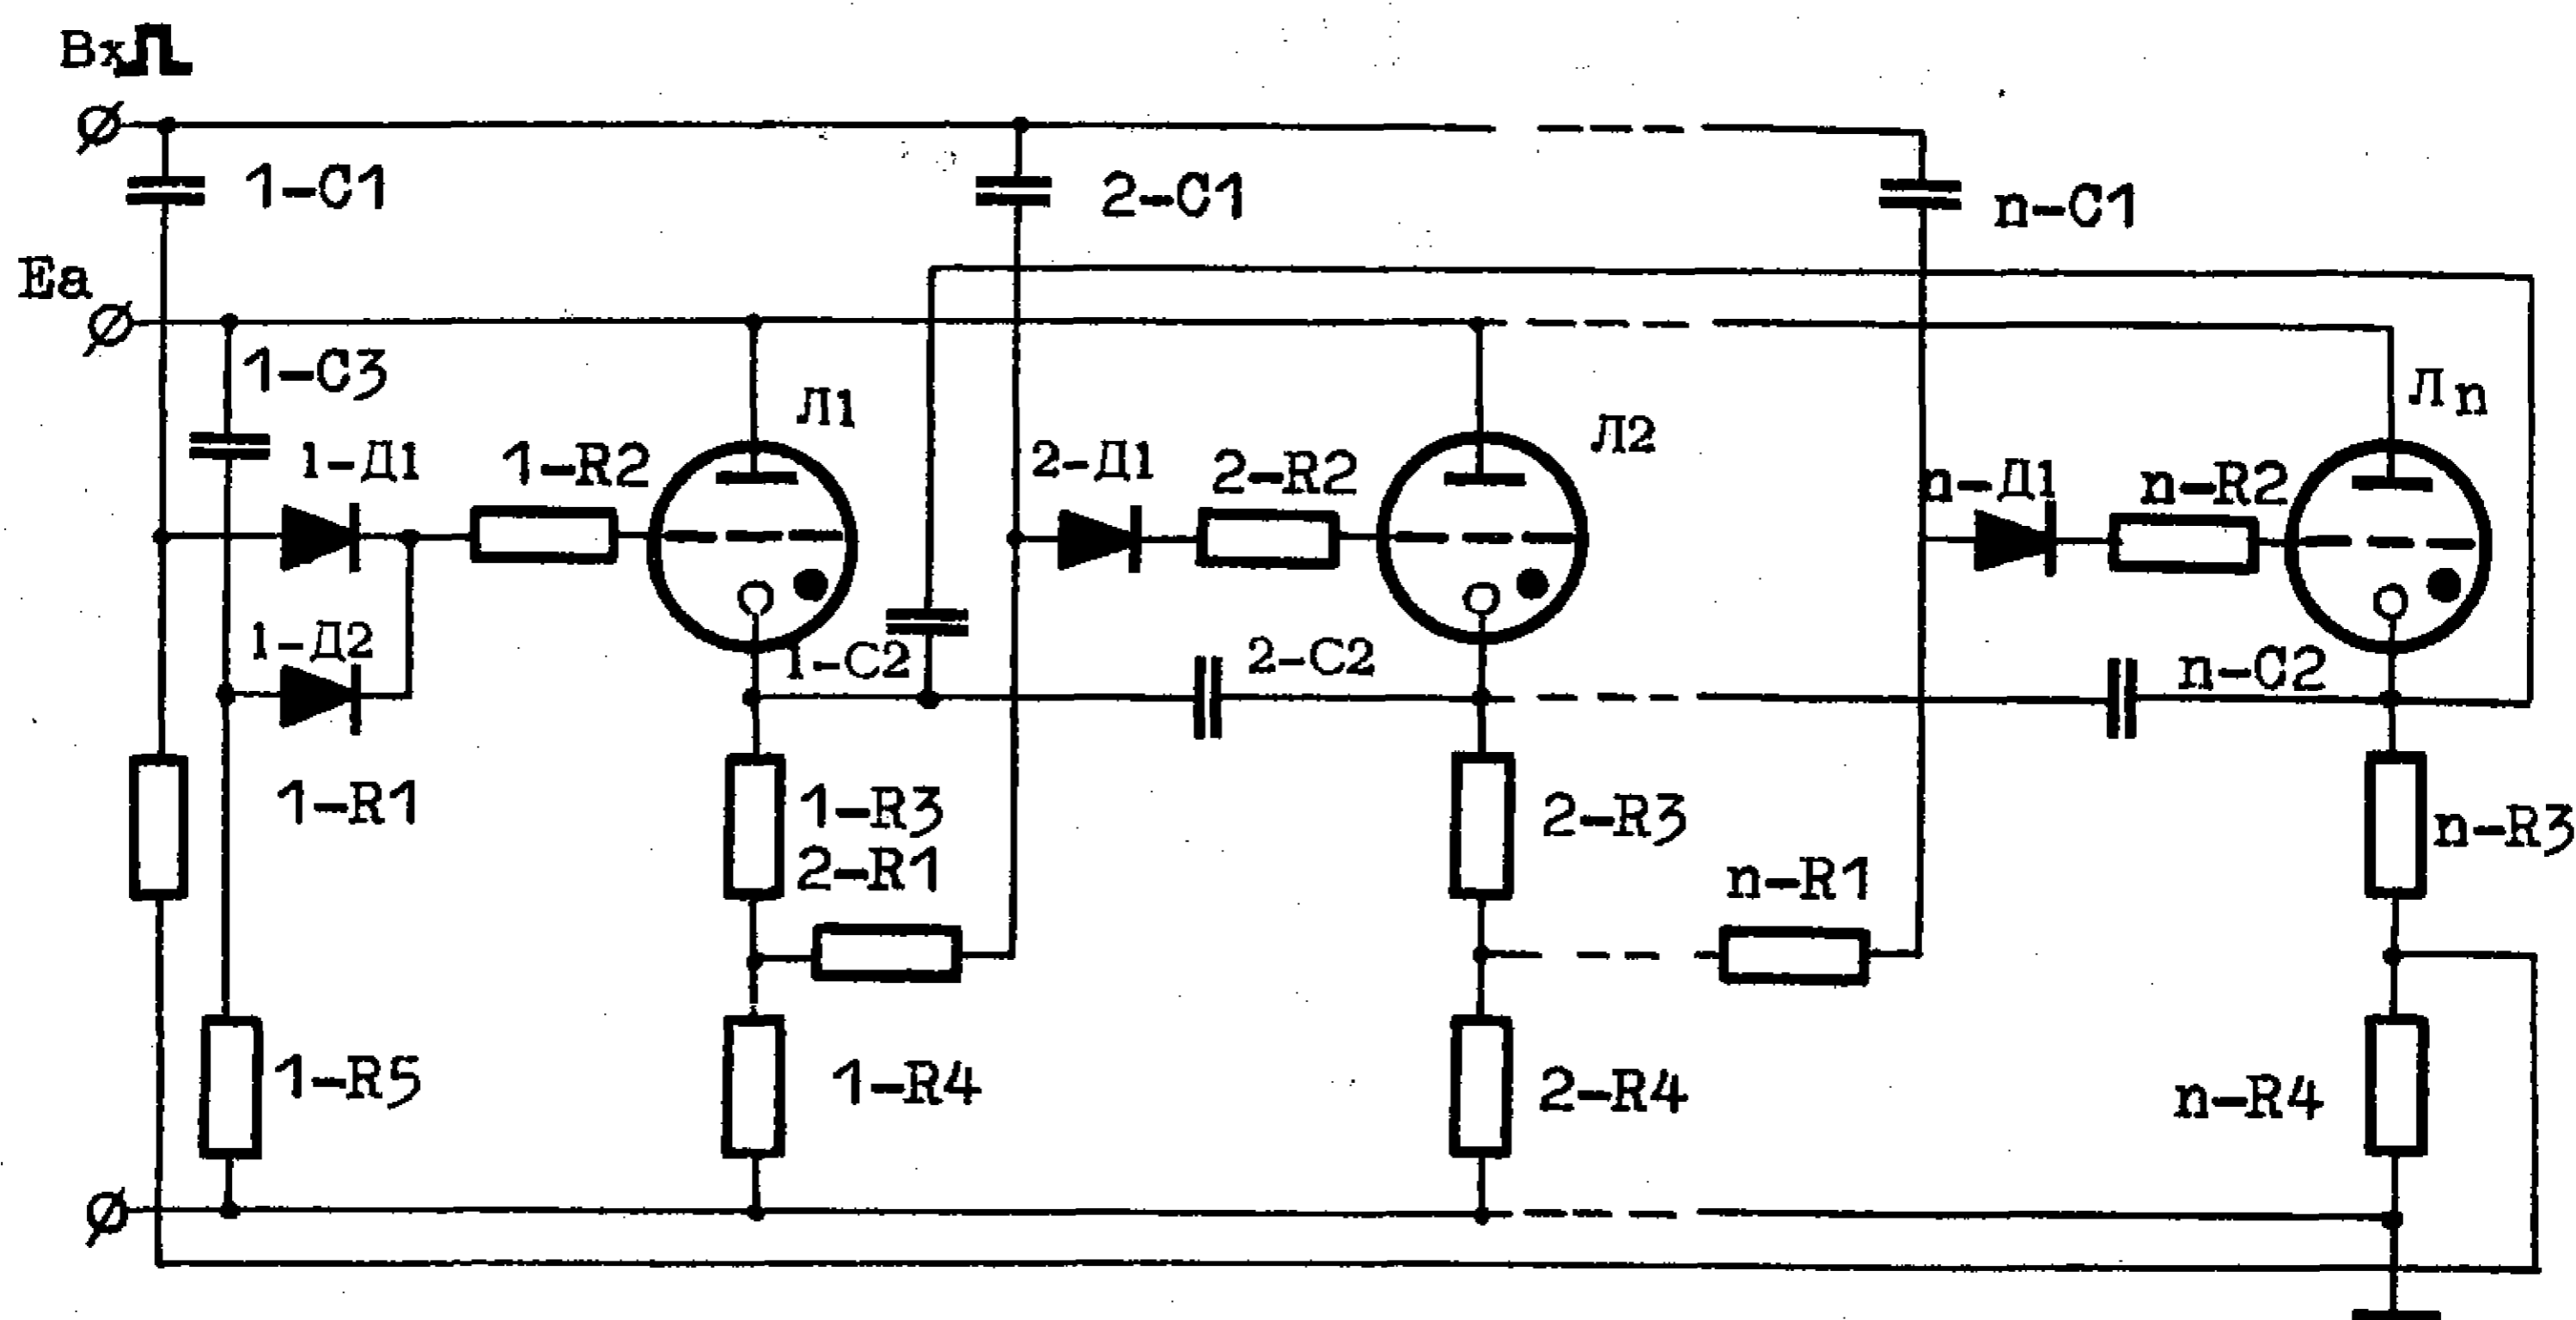 Вх
1-C1
2-C1
n-C1
Еа
1-C3
Л1
Л2
Лn
1-Д1
1-R2
2-Д1
2-R2
n-Д1
n-R2
1-Д2
1-C2
2-C2
n-C2
1-R1
1-R3
2-R3
n-R3
2-R1
n-R1
1-R5
1-R4
2-R4
n-R4